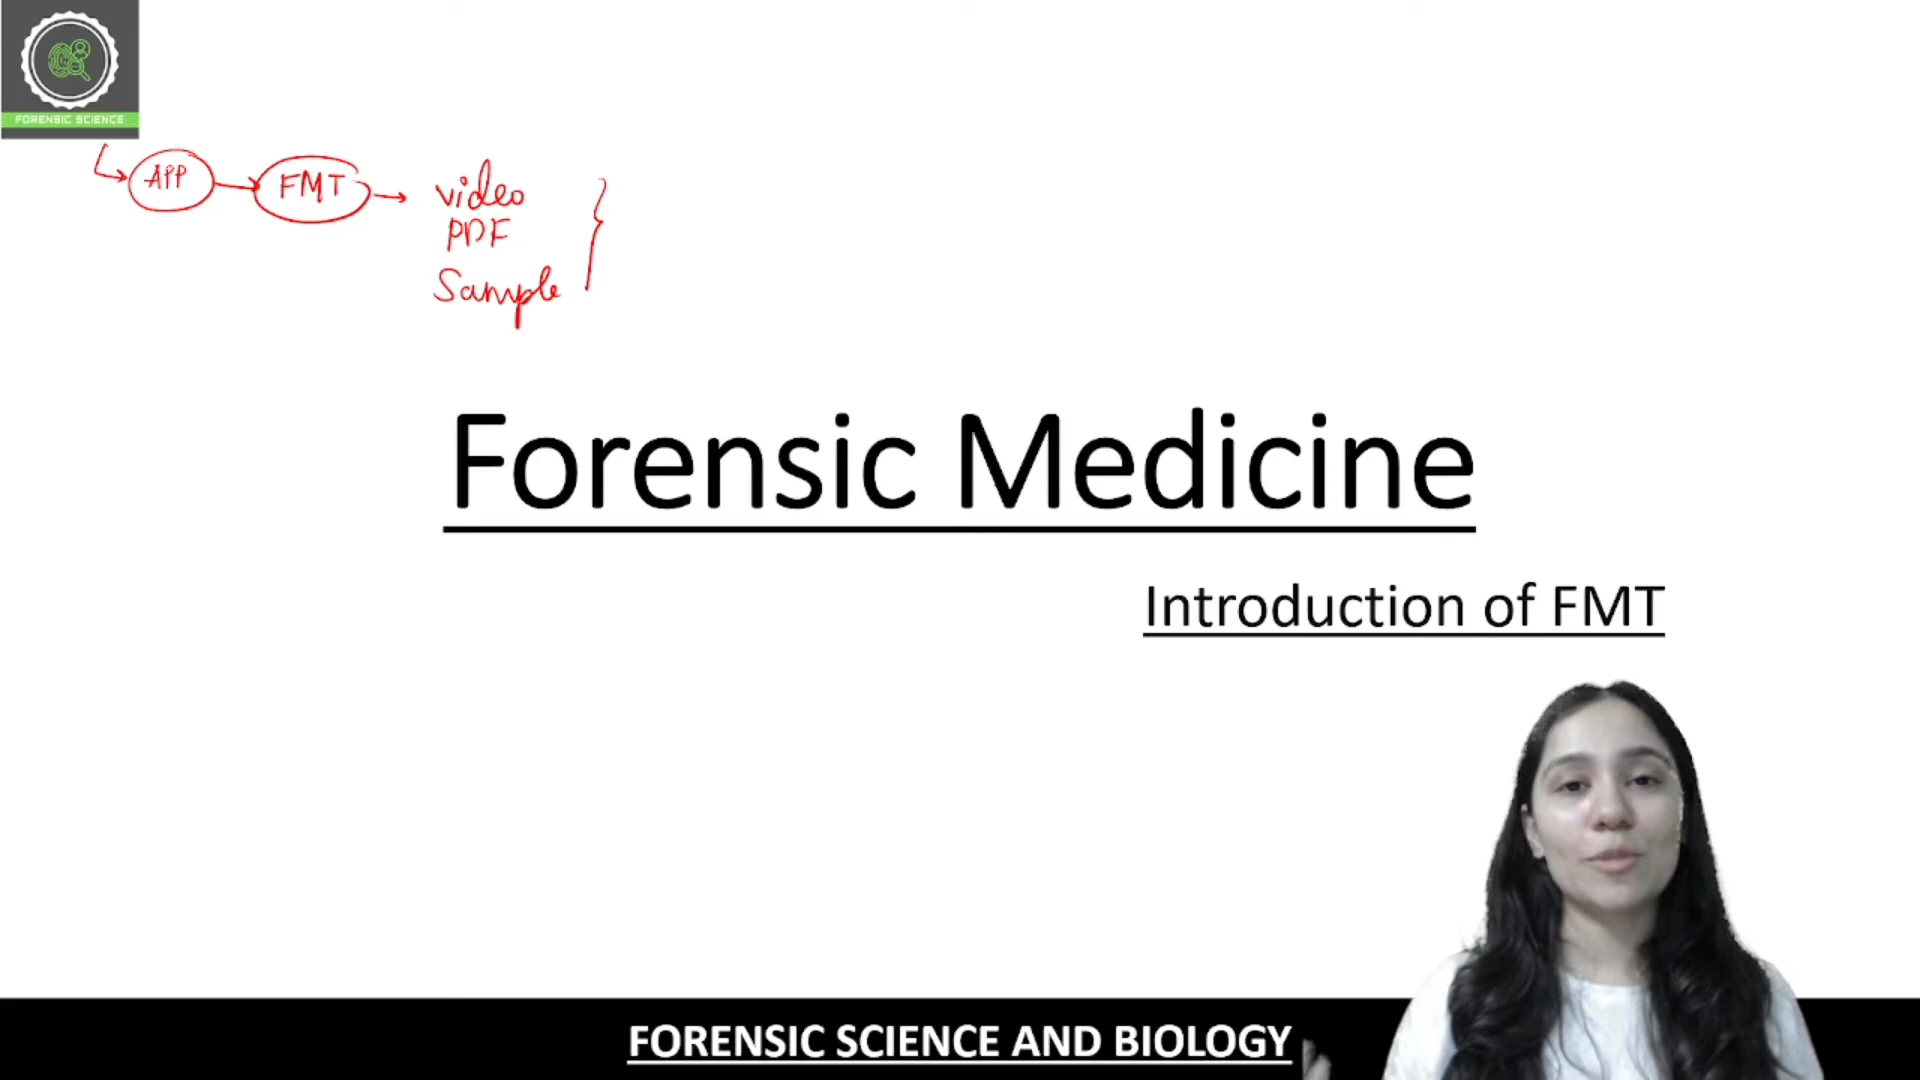 FORENSIC SCIENCE
APP FMT video
PDF
Sample
Forensic Medicine
Introduction of FMT
FORENSIC SCIENCE AND BIOLOGY